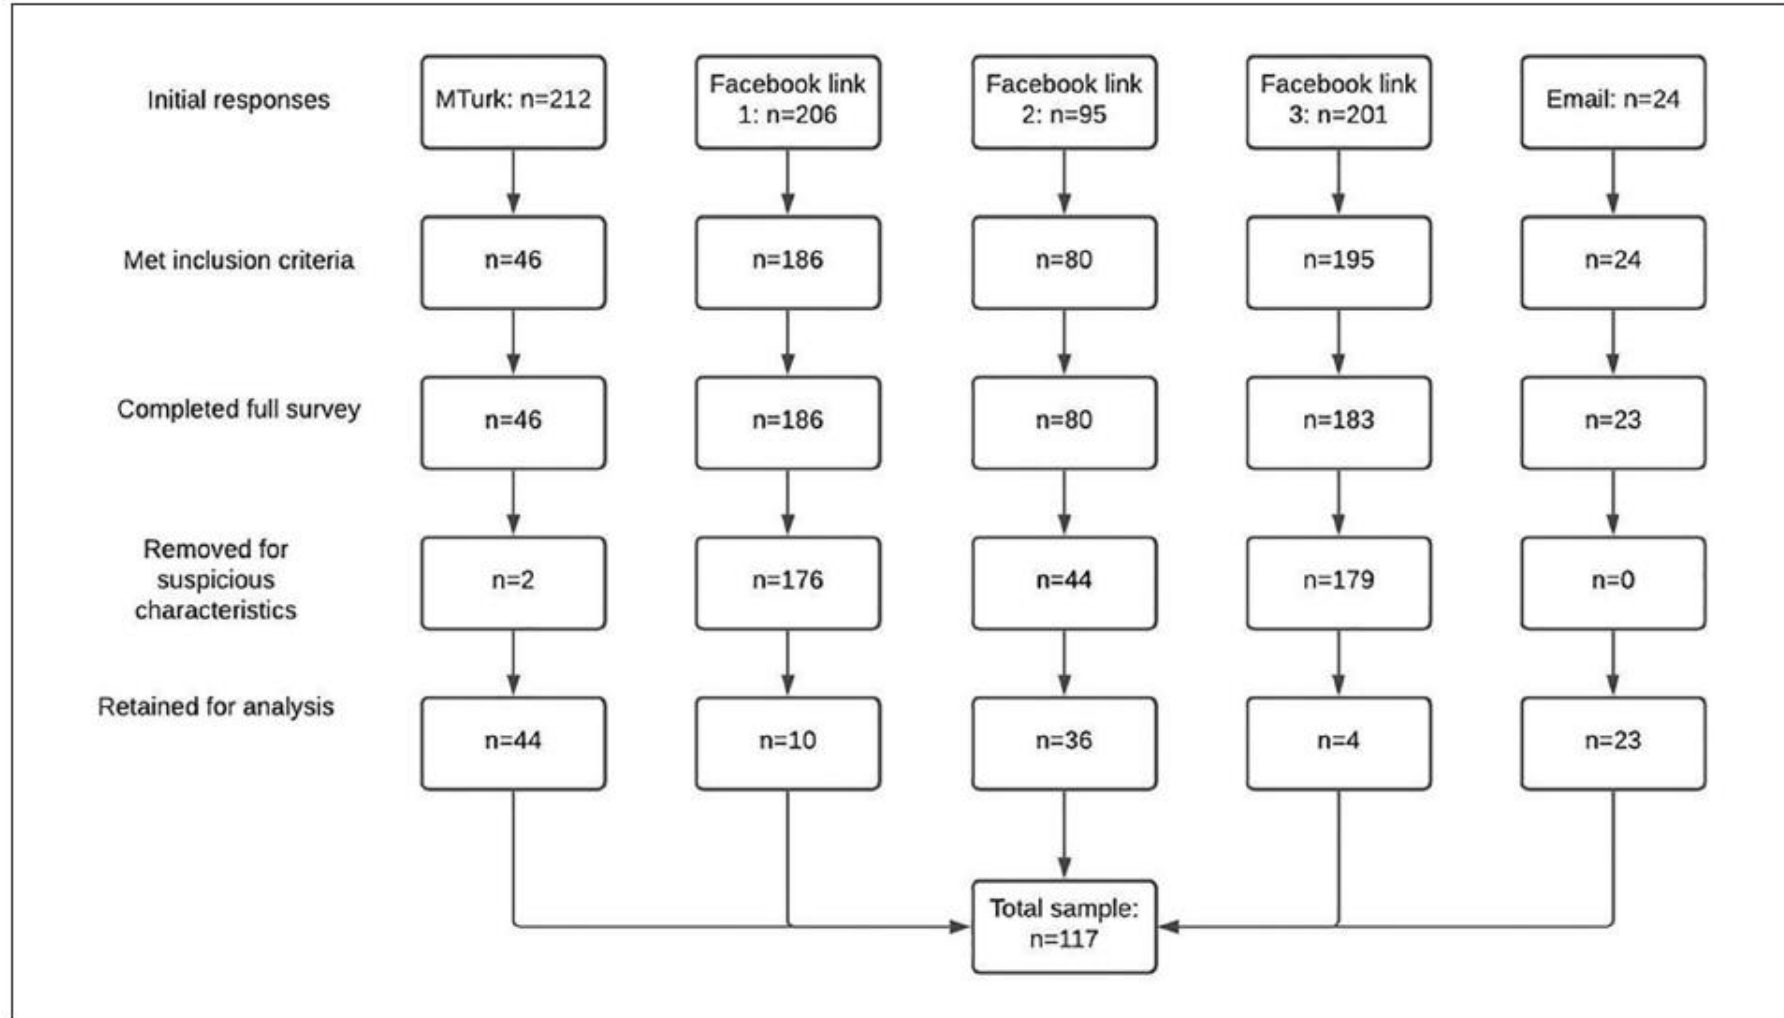 Initial responses
MTurk: n=212
Facebook link
1: n=206
Facebook link
2: n=95
Facebook link
3: n=201
Email: n=24
Met inclusion criteria
n=46
n=186
n=80
n=195
n=24
Completed full survey
n=46
n=186
n=80
n=183
n=23
Removed for
suspicious
characteristics
n=2
n=176
n=44
n=179
n=0
Retained for analysis
n=44
n=10
n=36
n=4
n=23
Total sample:
n=117